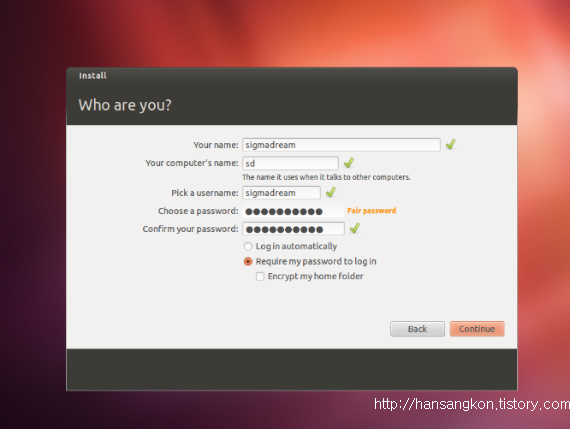 Install
Who are you?
Your name: sigmadream
Your computer's name: sd
The name it uses when it talks to other computers.
Pick a username: sigmadream
Choose a password: ●●●●●●●●●● Fair password
Confirm your password: ●●●●●●●●●●
Log in automatically
Require my password to log in
Encrypt my home folder
Back Continue
http://hansangkon.tistory.com